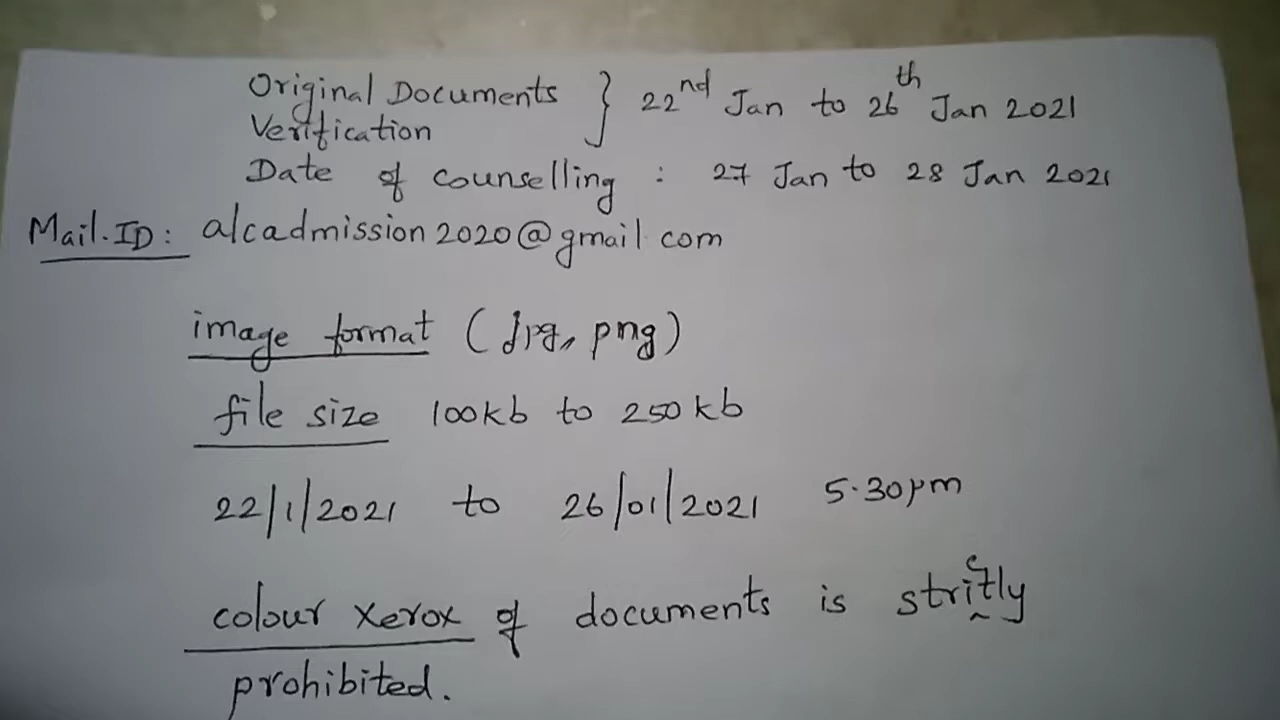 Original Documents Verification } 22nd Jan to 26th Jan 2021
Date of counselling : 27 Jan to 28 Jan 2021
Mail.ID: alcadmission2020@gmail.com
image format (jpg, png)
file size 100kb to 250kb
22/1/2021 to 26/01/2021 5.30pm
colour xerox of documents is strictly
prohibited.